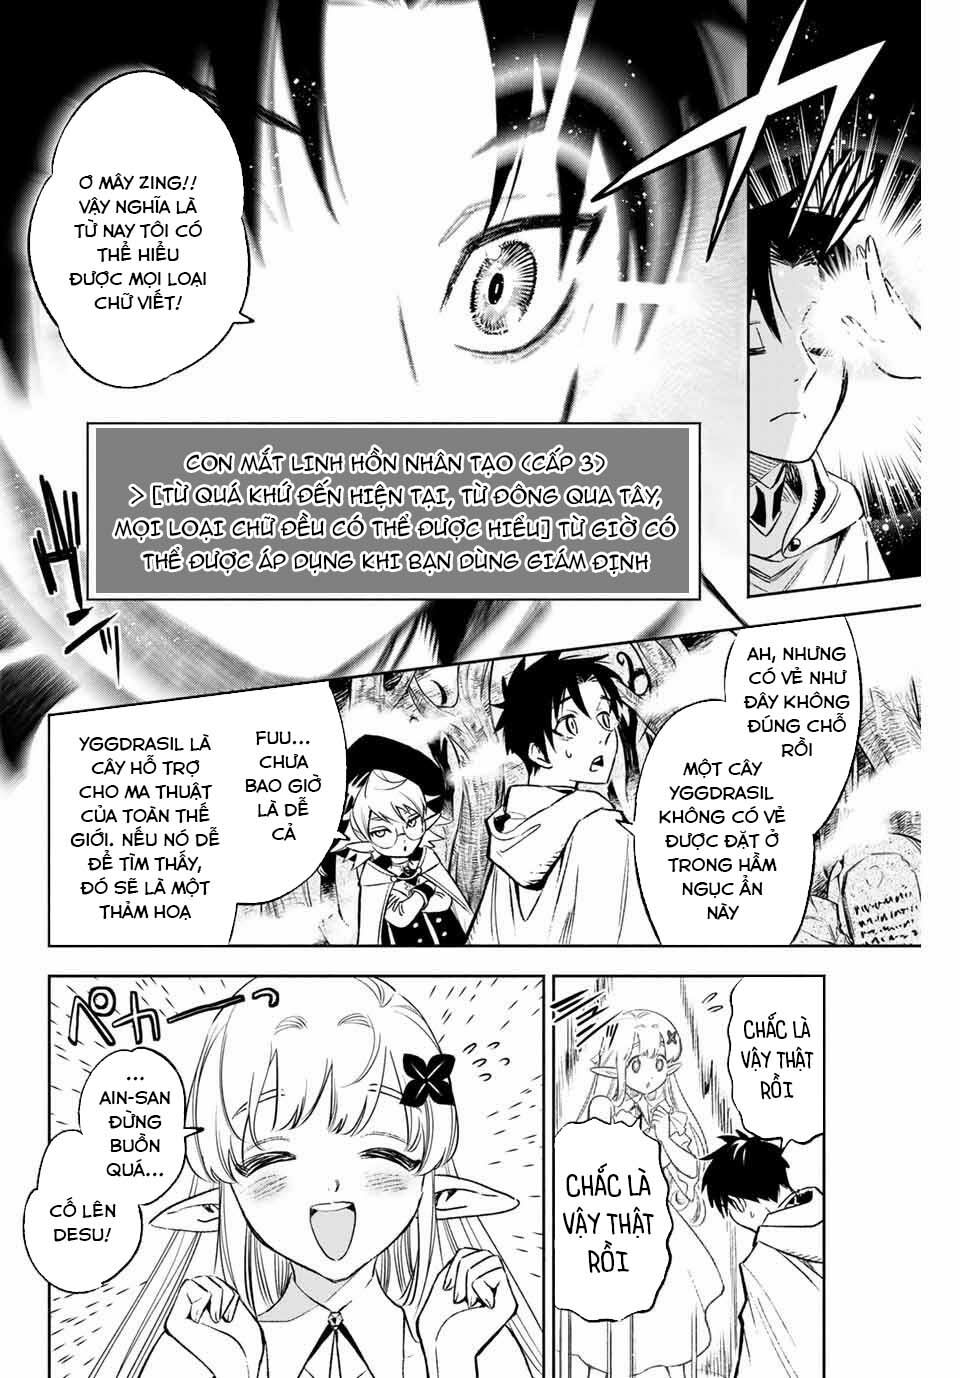 Ơ MÂY ZING!!
VẬY NGHĨA LÀ
TỪ NAY TÔI CÓ
THỂ HIỂU
ĐƯỢC MỌI LOẠI
CHỮ VIẾT!
CON MẮT LINH HỒN NHÂN TẠO (CẤP 3)
> [TỪ QUÁ KHỨ ĐẾN HIỆN TẠI, TỪ ĐÔNG QUA TÂY,
MỌI LOẠI CHỮ ĐỀU CÓ THỂ ĐƯỢC HIỂU] TỪ GIỜ CÓ
THỂ ĐƯỢC ÁP DỤNG KHI BẠN DÙNG GIÁM ĐỊNH
AH, NHƯNG
CÓ VẺ NHƯ
ĐÂY KHÔNG
ĐÚNG CHỖ
RỒI
MỘT CÂY
YGGDRASIL
KHÔNG CÓ VẺ
ĐƯỢC ĐẶT Ở
TRONG HẦM
NGỤC ẨN
NÀY
FUU...
CHƯA
BAO GIỜ
LÀ DỄ
CẢ
YGGDRASIL LÀ
CÂY HỖ TRỢ
CHO MA THUẬT
CỦA TOÀN THẾ
GIỚI. NẾU NÓ DỄ
ĐỂ TÌM THẤY,
ĐÓ SẼ LÀ MỘT
THẢM HOẠ
CHẮC LÀ
VẬY THẬT
RỒI
CHẮC LÀ
VẬY THẬT
RỒI
ペカーっ
...
AIN-SAN
ĐỪNG
BUỒN
QUÁ...
CỐ LÊN
DESU!